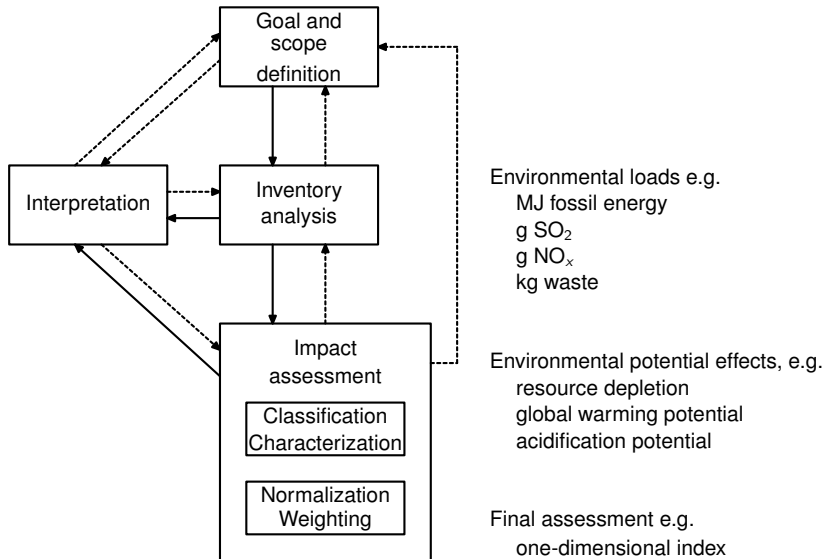 Goal and
scope
definition
Interpretation
Inventory
analysis
Environmental loads e.g.
MJ fossil energy
g SO₂
g NOₓ
kg waste
Impact
assessment
Classification
Characterization
Normalization
Weighting
Environmental potential effects, e.g.
resource depletion
global warming potential
acidification potential
Final assessment e.g.
one-dimensional index